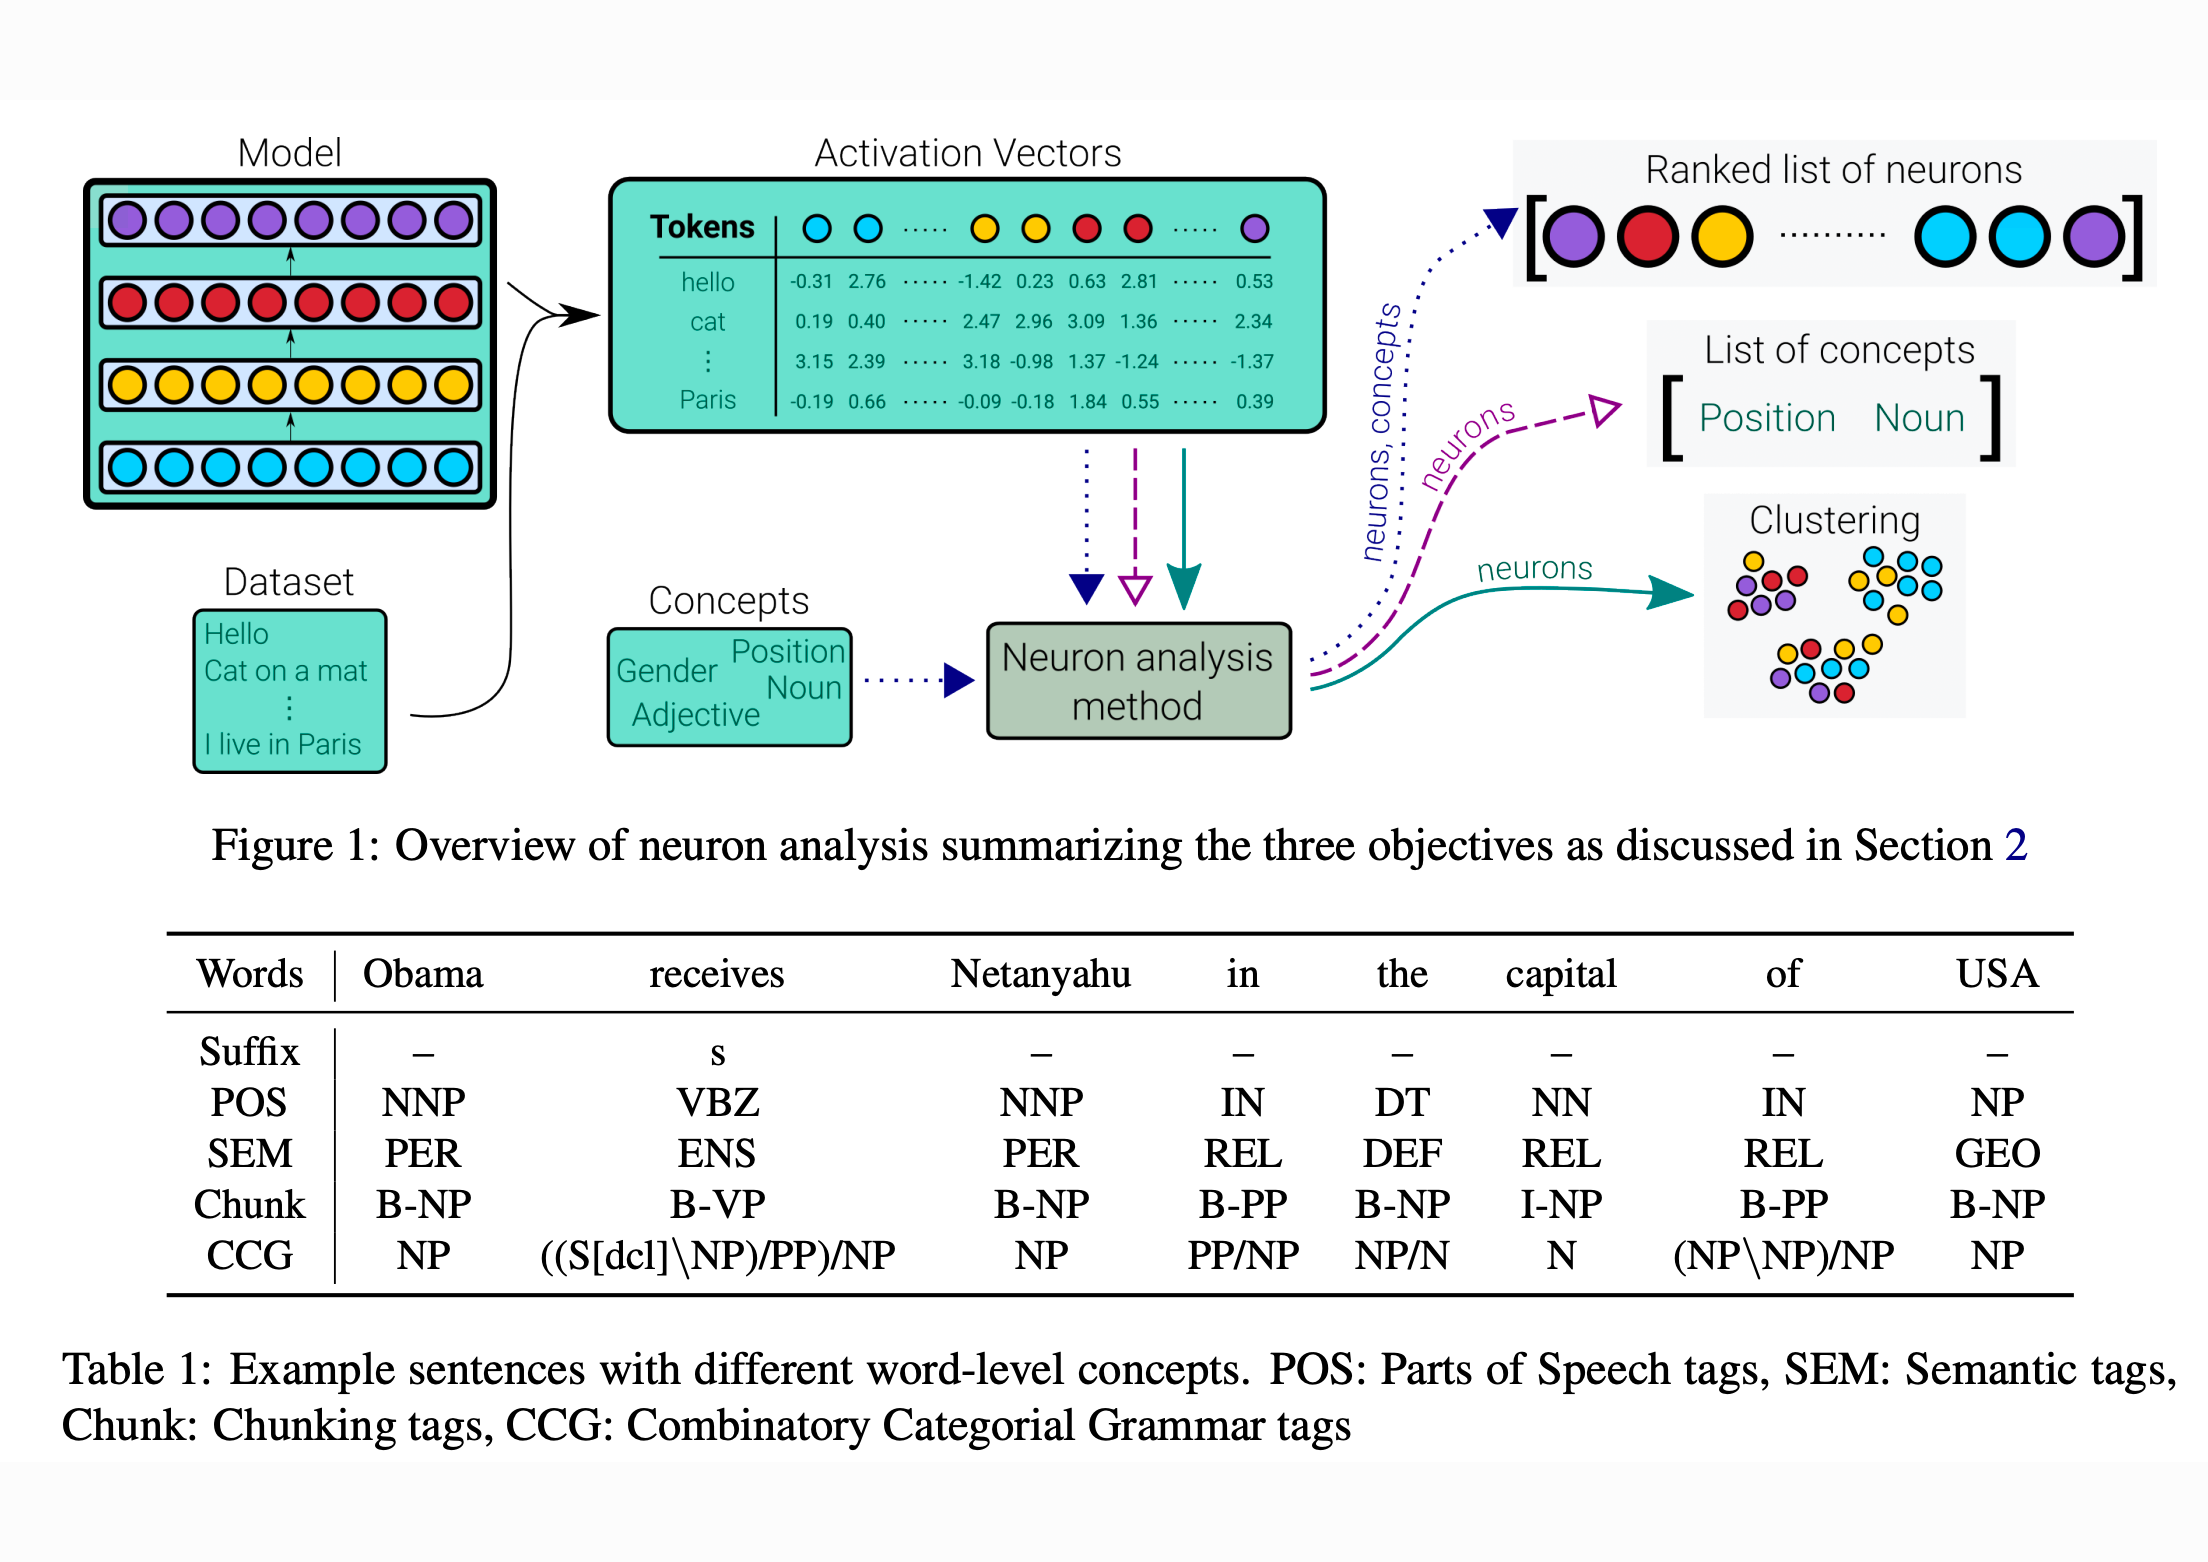 Model
Activation Vectors
Tokens
hello -0.31 2.76 ..... -1.42 0.23 0.63 2.81 ..... 0.53
cat 0.19 0.40 ..... 2.47 2.96 3.09 1.36 ..... 2.34
⋮ 3.15 2.39 ..... 3.18 -0.98 1.37 -1.24 ..... -1.37
Paris -0.19 0.66 ..... -0.09 -0.18 1.84 0.55 ..... 0.39
Ranked list of neurons
[ .......... ]
List of concepts
[ Position Noun ]
Clustering
neurons, concepts
neurons
neurons
Dataset
Hello
Cat on a mat
⋮
I live in Paris
Concepts
Gender
Position
Noun
Adjective
Neuron analysis
method
Figure 1: Overview of neuron analysis summarizing the three objectives as discussed in Section 2
Words Obama receives Netanyahu in the capital of USA
Suffix – s – – – – – –
POS NNP VBZ NNP IN DT NN IN NP
SEM PER ENS PER REL DEF REL REL GEO
Chunk B-NP B-VP B-NP B-PP B-NP I-NP B-PP B-NP
CCG NP ((S[dcl]\NP)/PP)/NP NP PP/NP NP/N N (NP\NP)/NP NP
Table 1: Example sentences with different word-level concepts. POS: Parts of Speech tags, SEM: Semantic tags,
Chunk: Chunking tags, CCG: Combinatory Categorial Grammar tags